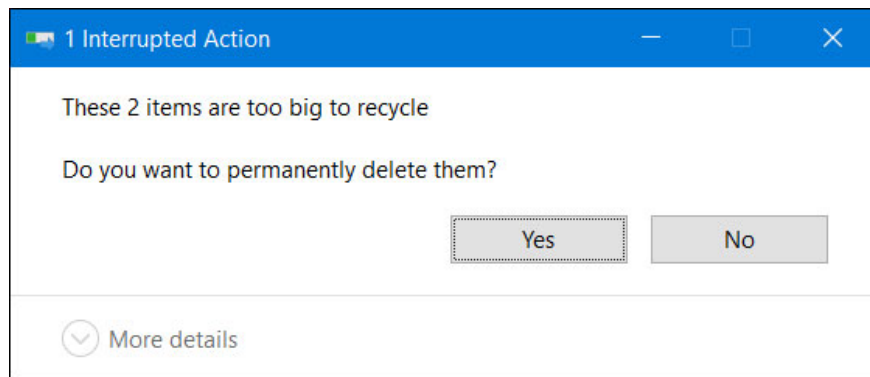 1 Interrupted Action
These 2 items are too big to recycle
Do you want to permanently delete them?
Yes No
More details